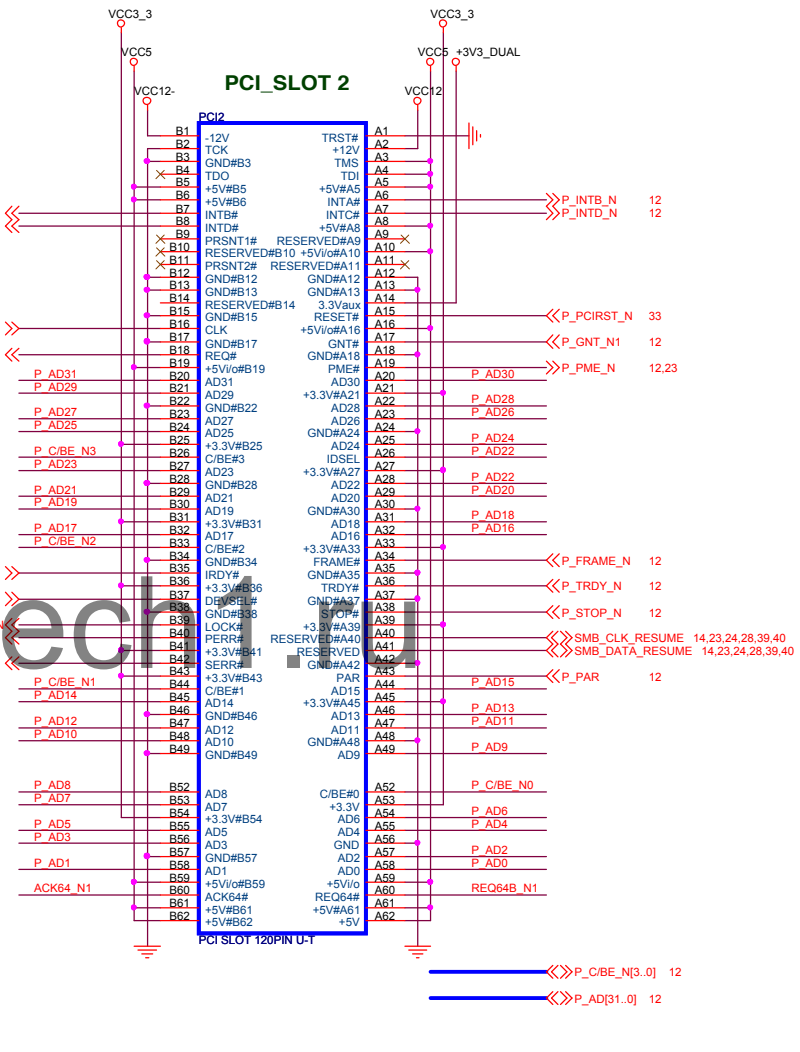 VCC3_3 VCC3_3
VCC5 VCC5 +3V3_DUAL
PCI_SLOT 2
VCC12- VCC12
PCI2
B1 -12V TRST# A1
B2 TCK +12V A2
B3 GND#B3 TMS A3
B4 TDO TDI A4
B5 +5V#B5 +5V#A5 A5
B6 +5V#B6 INTA# A6 P_INTB_N 12
B7 INTB# INTC# A7 P_INTD_N 12
B8 INTD# +5V#A8 A8
B9 PRSNT1# RESERVED#A9 A9
B10 RESERVED#B10 +5Vi/o#A10 A10
B11 PRSNT2# RESERVED#A11 A11
B12 GND#B12 GND#A12 A12
B13 GND#B13 GND#A13 A13
B14 RESERVED#B14 3.3Vaux A14
B15 GND#B15 RESET# A15 P_PCIRST_N 33
B16 CLK +5Vi/o#A16 A16
B17 GND#B17 GNT# A17 P_GNT_N1 12
B18 REQ# GND#A18 A18
B19 +5Vi/o#B19 PME# A19 P_PME_N 12,23
P_AD31 B20 AD31 AD30 A20 P_AD30
P_AD29 B21 AD29 +3.3V#A21 A21
B22 GND#B22 AD28 A22 P_AD28
P_AD27 B23 AD27 AD26 A23 P_AD26
P_AD25 B24 AD25 GND#A24 A24
B25 +3.3V#B25 AD24 A25 P_AD24
P_C/BE_N3 B26 C/BE#3 IDSEL A26 P_AD22
P_AD23 B27 AD23 +3.3V#A27 A27
B28 GND#B28 AD22 A28 P_AD22
P_AD21 B29 AD21 AD20 A29 P_AD20
P_AD19 B30 AD19 GND#A30 A30
B31 +3.3V#B31 AD18 A31 P_AD18
P_AD17 B32 AD17 AD16 A32 P_AD16
P_C/BE_N2 B33 C/BE#2 +3.3V#A33 A33
B34 GND#B34 FRAME# A34 P_FRAME_N 12
B35 IRDY# GND#A35 A35
B36 +3.3V#B36 TRDY# A36 P_TRDY_N 12
B37 DEVSEL# GND#A37 A37
B38 GND#B38 STOP# A38 P_STOP_N 12
B39 LOCK# +3.3V#A39 A39
B40 PERR# RESERVED#A40 A40 SMB_CLK_RESUME 14,23,24,28,39,40
B41 +3.3V#B41 RESERVED A41 SMB_DATA_RESUME 14,23,24,28,39,40
B42 SERR# GND#A42 A42
B43 +3.3V#B43 PAR A43 P_PAR 12
P_C/BE_N1 B44 C/BE#1 AD15 A44 P_AD15
P_AD14 B45 AD14 +3.3V#A45 A45
B46 GND#B46 AD13 A46 P_AD13
P_AD12 B47 AD12 AD11 A47 P_AD11
P_AD10 B48 AD10 GND#A48 A48
B49 GND#B49 AD9 A49 P_AD9
P_AD8 B52 AD8 C/BE#0 A52 P_C/BE_N0
P_AD7 B53 AD7 +3.3V A53
B54 +3.3V#B54 AD6 A54 P_AD6
P_AD5 B55 AD5 AD4 A55 P_AD4
P_AD3 B56 AD3 GND A56
B57 GND#B57 AD2 A57 P_AD2
P_AD1 B58 AD1 AD0 A58 P_AD0
B59 +5Vi/o#B59 +5Vi/o A59
ACK64_N1 B60 ACK64# REQ64# A60 REQ64B_N1
B61 +5V#B61 +5V#A61 A61
B62 +5V#B62 +5V A62
PCI SLOT 120PIN U-T
P_C/BE_N[3..0] 12
P_AD[31..0] 12
ech1.ru